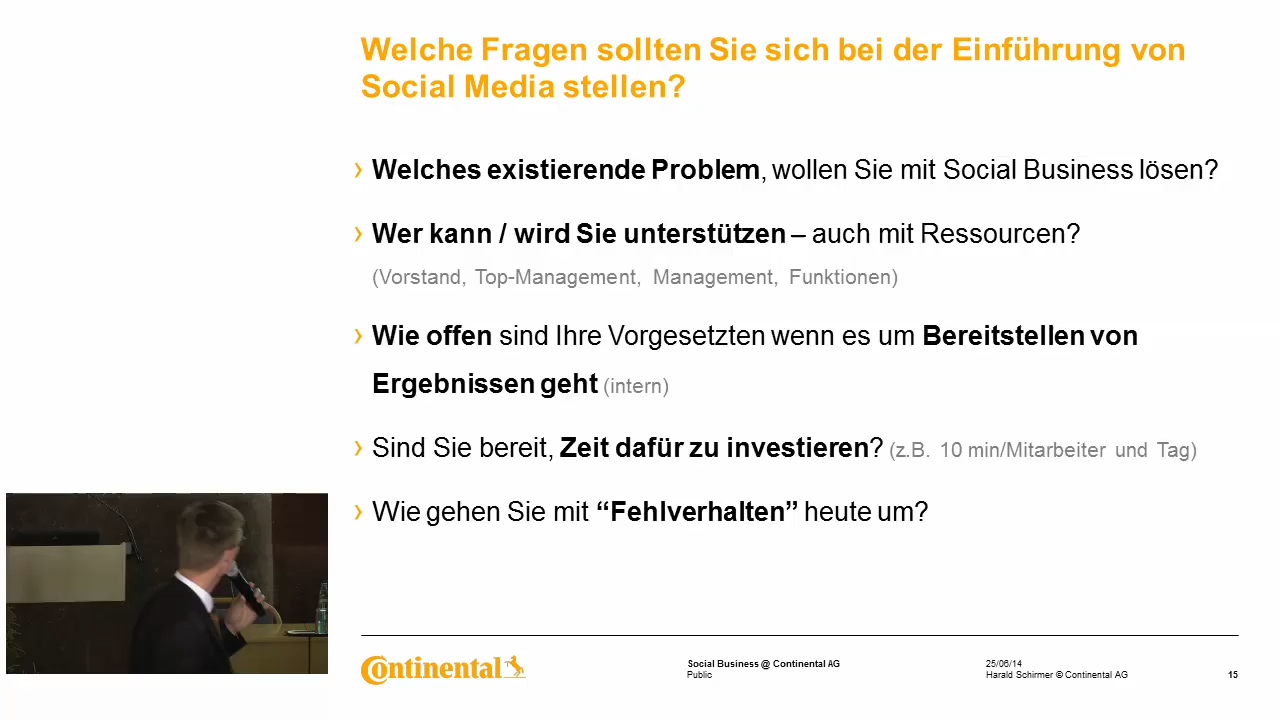 Welche Fragen sollten Sie sich bei der Einführung von
Social Media stellen?
› Welches existierende Problem, wollen Sie mit Social Business lösen?
› Wer kann / wird Sie unterstützen – auch mit Ressourcen?
(Vorstand, Top-Management, Management, Funktionen)
› Wie offen sind Ihre Vorgesetzten wenn es um Bereitstellen von
Ergebnissen geht (intern)
› Sind Sie bereit, Zeit dafür zu investieren? (z.B. 10 min/Mitarbeiter und Tag)
› Wie gehen Sie mit “Fehlverhalten” heute um?
Continental
Social Business @ Continental AG
Public
25/06/14
Harald Schirmer © Continental AG
15